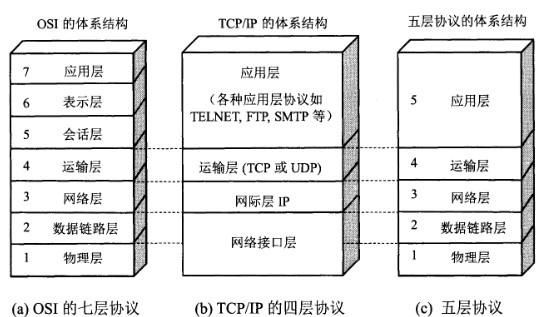 OSI 的体系结构
7 应用层
6 表示层
5 会话层
4 运输层
3 网络层
2 数据链路层
1 物理层
(a) OSI 的七层协议
TCP/IP 的体系结构
应用层
(各种应用层协议如
TELNET, FTP, SMTP 等)
运输层 (TCP 或 UDP)
网际层 IP
网络接口层
(b) TCP/IP 的四层协议
五层协议的体系结构
5 应用层
4 运输层
3 网络层
2 数据链路层
1 物理层
(c) 五层协议